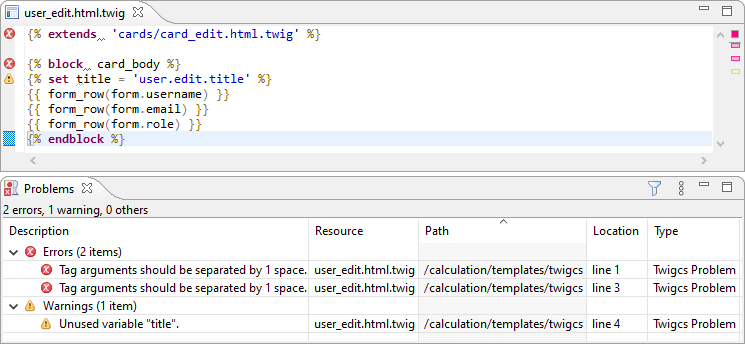 user_edit.html.twig
{% extends  'cards/card_edit.html.twig' %}
{% block  card_body %}
{% set title = 'user.edit.title' %}
{{ form_row(form.username) }}
{{ form_row(form.email) }}
{{ form_row(form.role) }}
{% endblock %}
Problems
2 errors, 1 warning, 0 others
Description Resource Path Location Type
Errors (2 items)
Tag arguments should be separated by 1 space. user_edit.html.twig /calculation/templates/twigcs line 1 Twigcs Problem
Tag arguments should be separated by 1 space. user_edit.html.twig /calculation/templates/twigcs line 3 Twigcs Problem
Warnings (1 item)
Unused variable "title". user_edit.html.twig /calculation/templates/twigcs line 4 Twigcs Problem